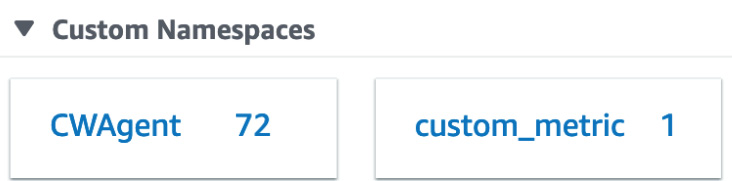 Custom Namespaces
CWAgent 72
custom_metric 1